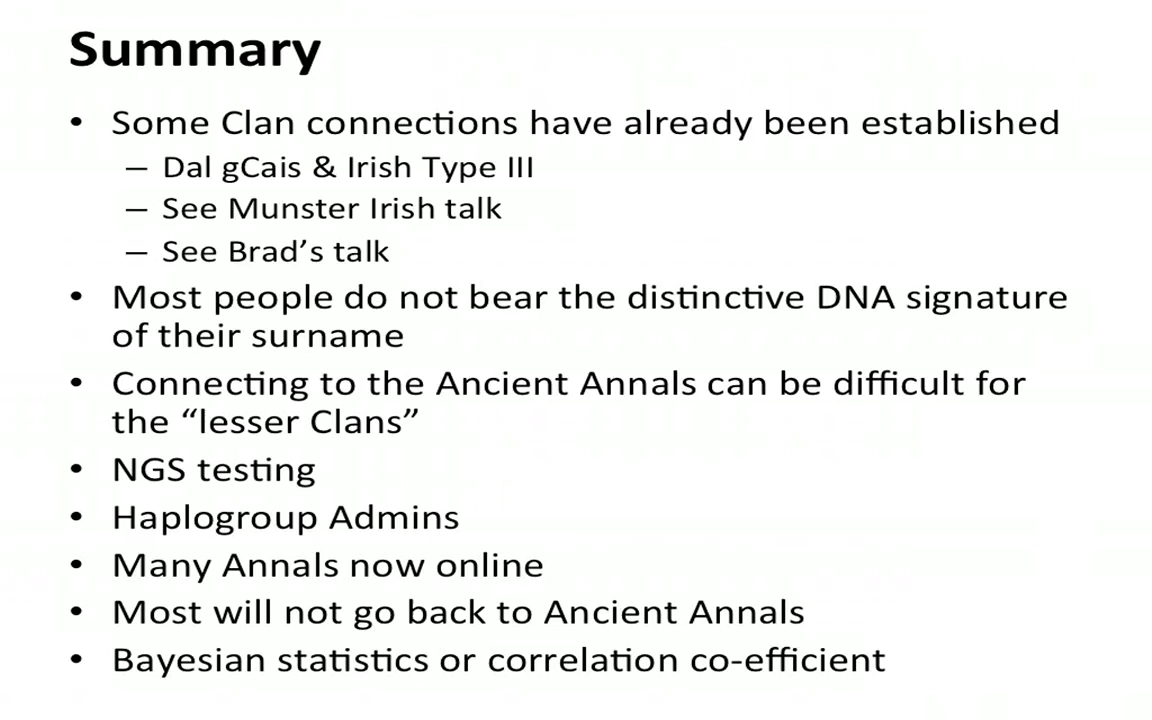 Summary
• Some Clan connections have already been established
– Dal gCais & Irish Type III
– See Munster Irish talk
– See Brad’s talk
• Most people do not bear the distinctive DNA signature
of their surname
• Connecting to the Ancient Annals can be difficult for
the “lesser Clans”
• NGS testing
• Haplogroup Admins
• Many Annals now online
• Most will not go back to Ancient Annals
• Bayesian statistics or correlation co-efficient